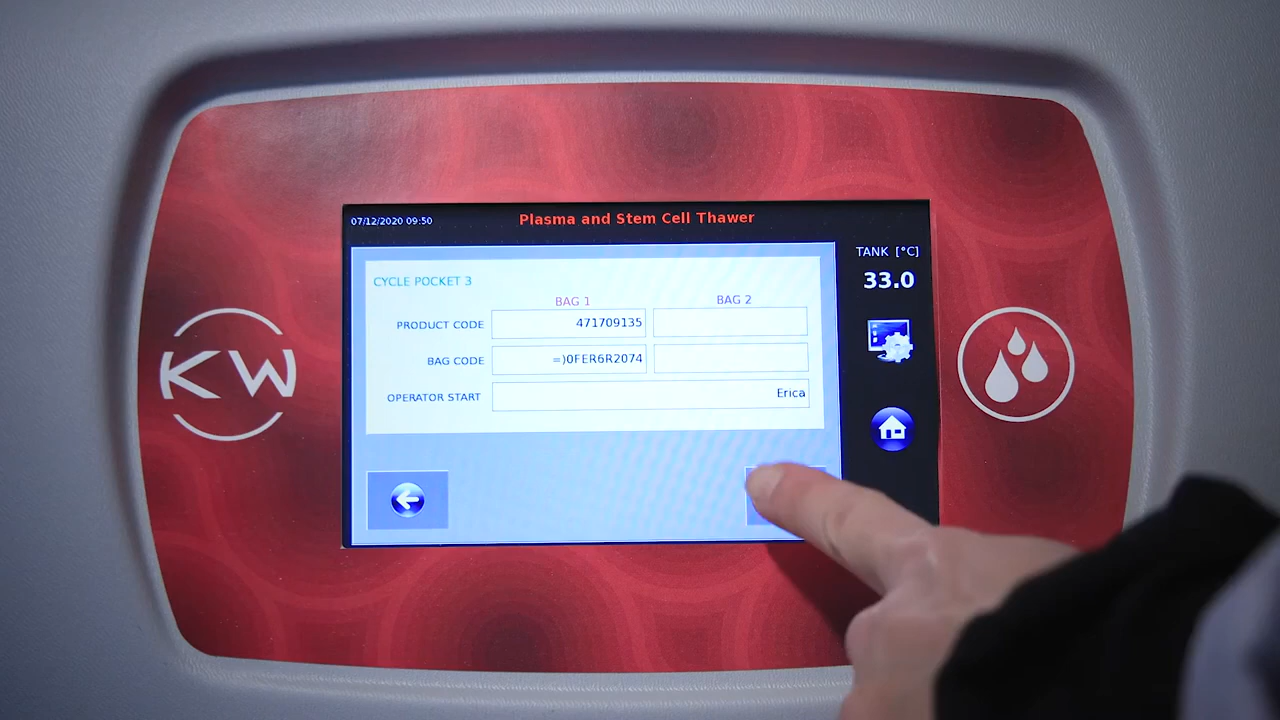 07/12/2020 09:50
Plasma and Stem Cell Thawer
TANK [°C]
33.0
CYCLE POCKET 3
BAG 1 BAG 2
PRODUCT CODE 471709135
BAG CODE =)0FER6R2074
OPERATOR START Erica
KW